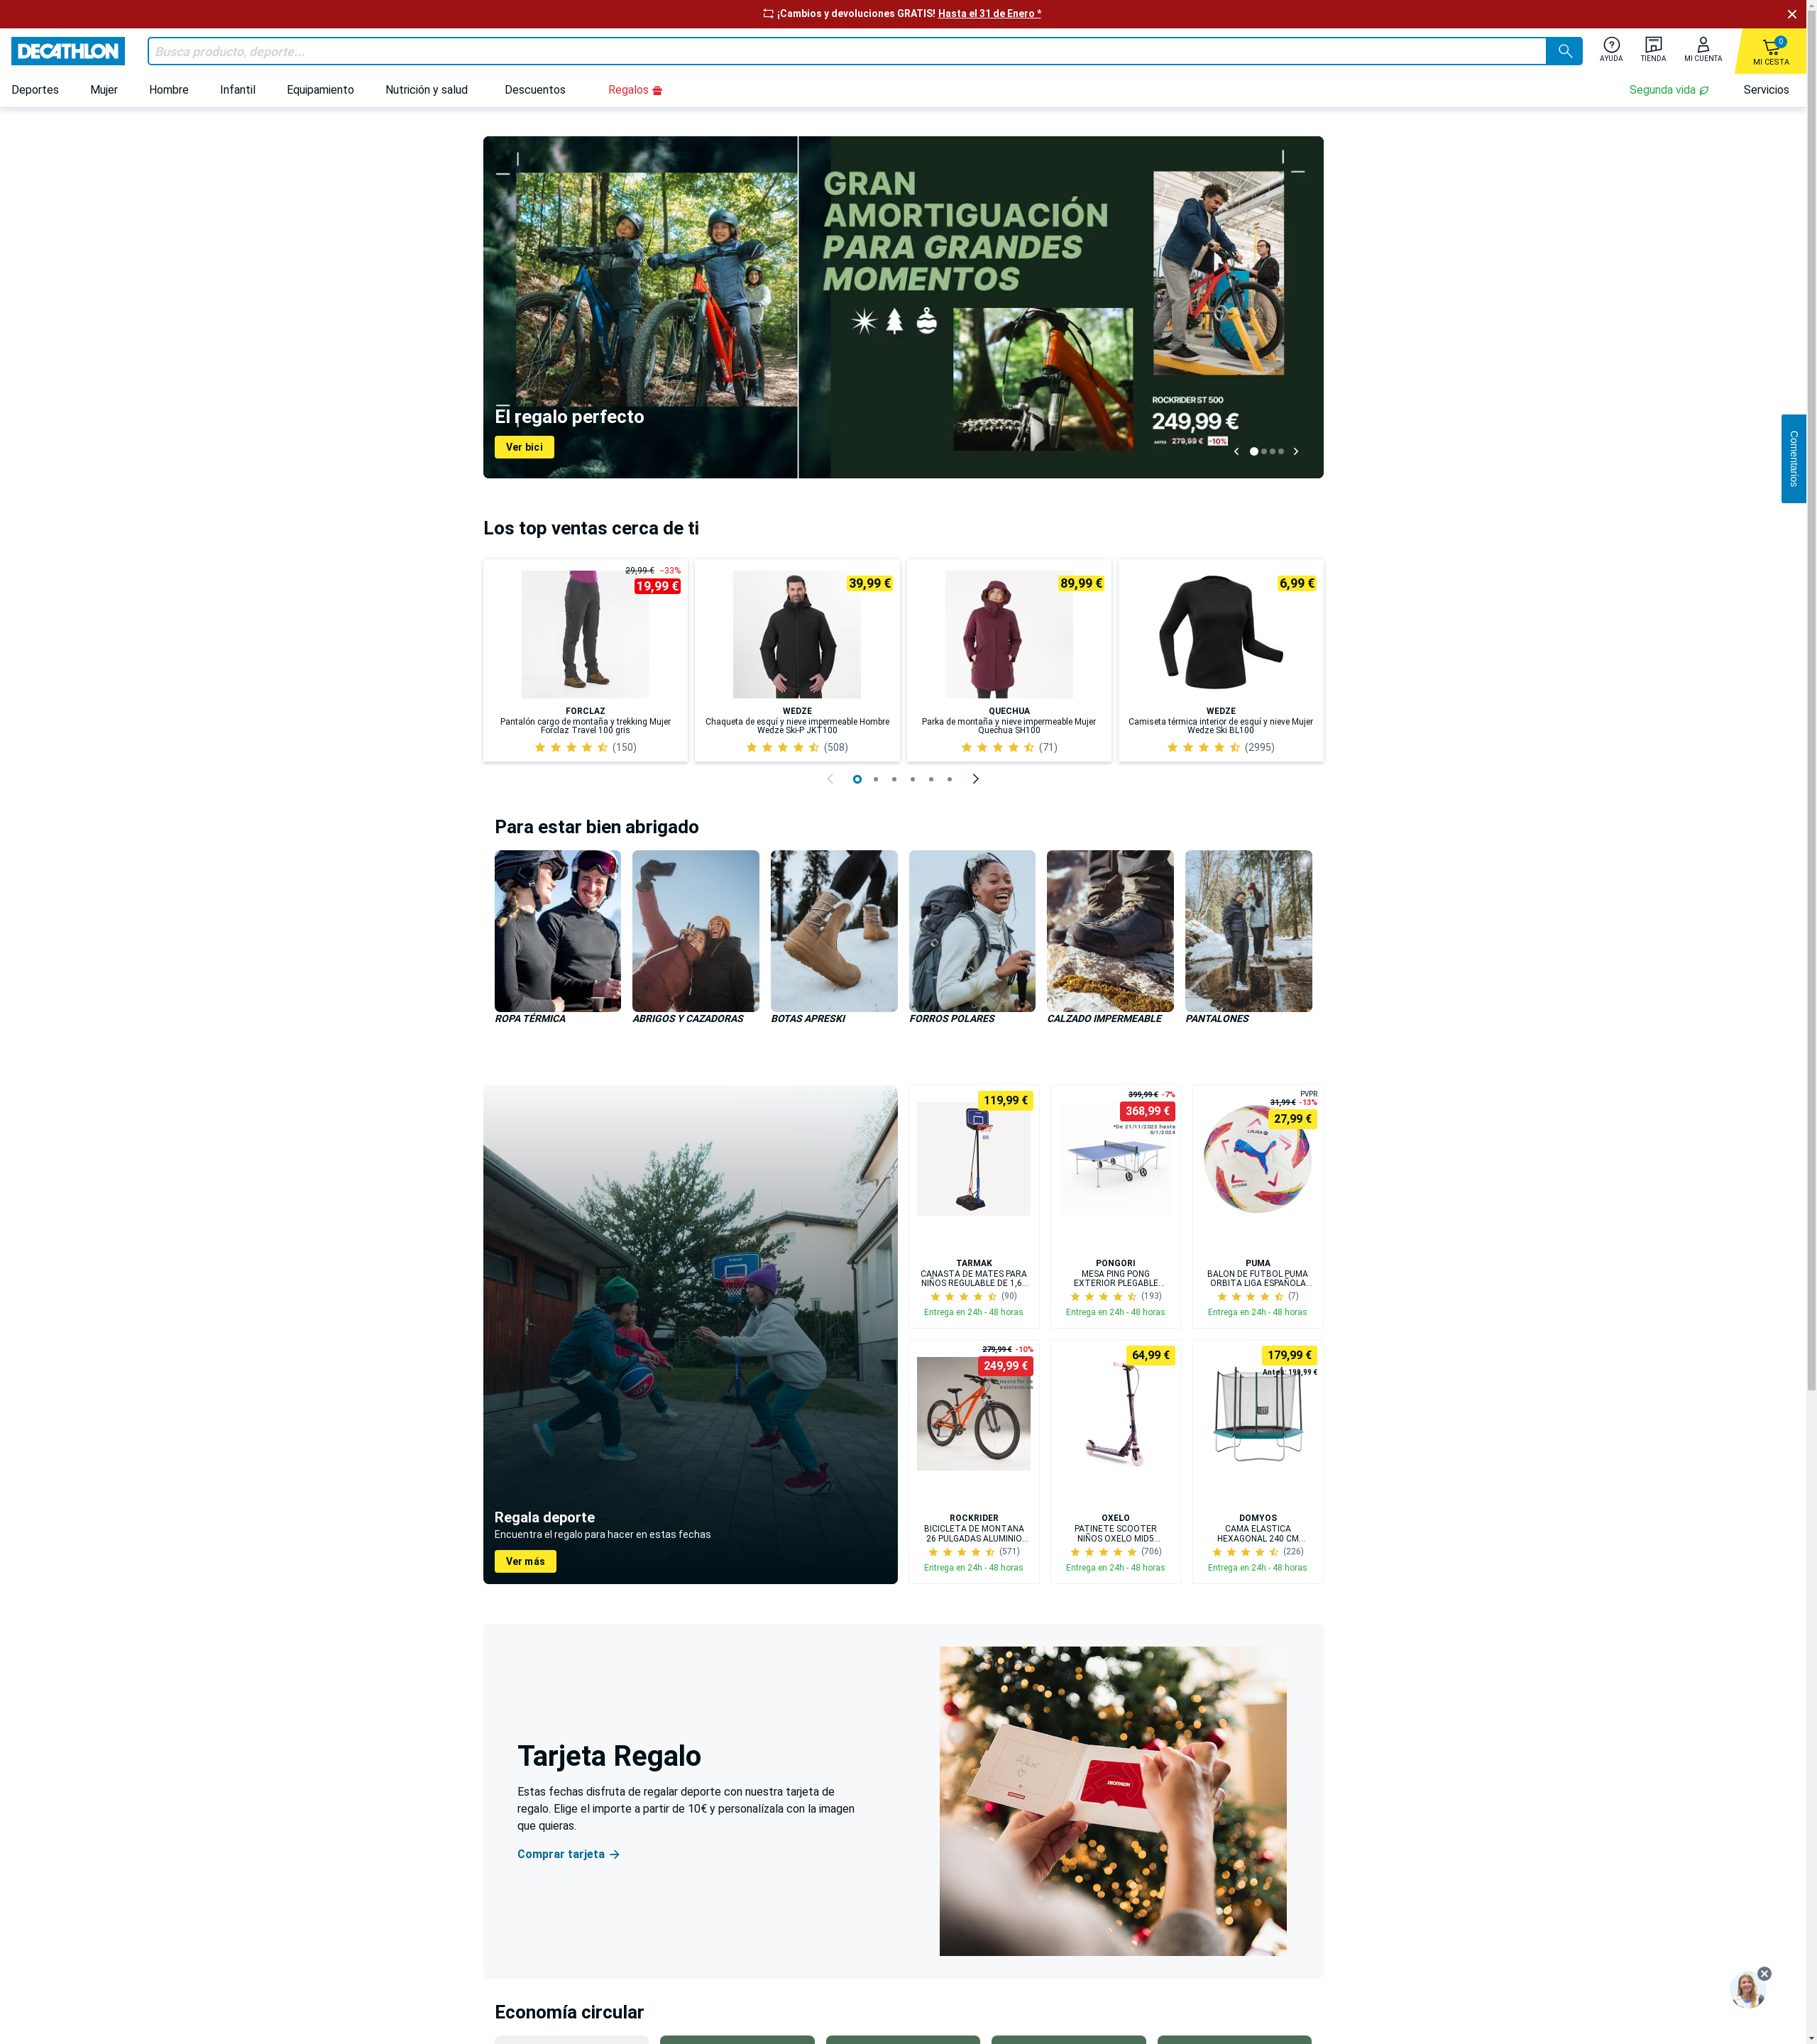 ¡Cambios y devoluciones GRATIS! Hasta el 31 de Enero *
DECATHLON
Busca producto, deporte...
AYUDA
TIENDA
MI CUENTA
0
MI CESTA
Deportes
Mujer
Hombre
Infantil
Equipamiento
Nutrición y salud
Descuentos
Regalos
Segunda vida
Servicios
GRAN
AMORTIGUACIÓN
PARA GRANDES
MOMENTOS
El regalo perfecto
Ver bici
ROCKRIDER ST 500
249,99 €
ANTES 279,99 € -10%
Comentarios
Los top ventas cerca de ti
29,99 € −33%
19,99 €
FORCLAZ
Pantalón cargo de montaña y trekking Mujer
Forclaz Travel 100 gris
(150)
39,99 €
WEDZE
Chaqueta de esquí y nieve impermeable Hombre
Wedze Ski-P JKT100
(508)
89,99 €
QUECHUA
Parka de montaña y nieve impermeable Mujer
Quechua SH100
(71)
6,99 €
WEDZE
Camiseta térmica interior de esquí y nieve Mujer
Wedze Ski BL100
(2995)
Para estar bien abrigado
ROPA TÉRMICA
ABRIGOS Y CAZADORAS
BOTAS APRESKI
FORROS POLARES
CALZADO IMPERMEABLE
PANTALONES
Regala deporte
Encuentra el regalo para hacer en estas fechas
Ver más
119,99 €
TARMAK
CANASTA DE MATES PARA
NIÑOS REGULABLE DE 1,6...
(90)
Entrega en 24h - 48 horas
399,99 € -7%
368,99 €
*De 21/11/2023 hasta
6/1/2024
PONGORI
MESA PING PONG
EXTERIOR PLEGABLE...
(193)
Entrega en 24h - 48 horas
PVPR
31,99 € -13%
27,99 €
PUMA
BALON DE FUTBOL PUMA
ORBITA LIGA ESPAÑOLA...
(7)
Entrega en 24h - 48 horas
279,99 € -10%
249,99 €
Hasta fin de
existencias
ROCKRIDER
BICICLETA DE MONTANA
26 PULGADAS ALUMINIO...
(571)
Entrega en 24h - 48 horas
64,99 €
OXELO
PATINETE SCOOTER
NIÑOS OXELO MID5...
(706)
Entrega en 24h - 48 horas
179,99 €
Antes: 199,99 €
DOMYOS
CAMA ELASTICA
HEXAGONAL 240 CM...
(226)
Entrega en 24h - 48 horas
Tarjeta Regalo
Estas fechas disfruta de regalar deporte con nuestra tarjeta de
regalo. Elige el importe a partir de 10€ y personalízala con la imagen
que quieras.
Comprar tarjeta
Alex
DECATHLON
Economía circular